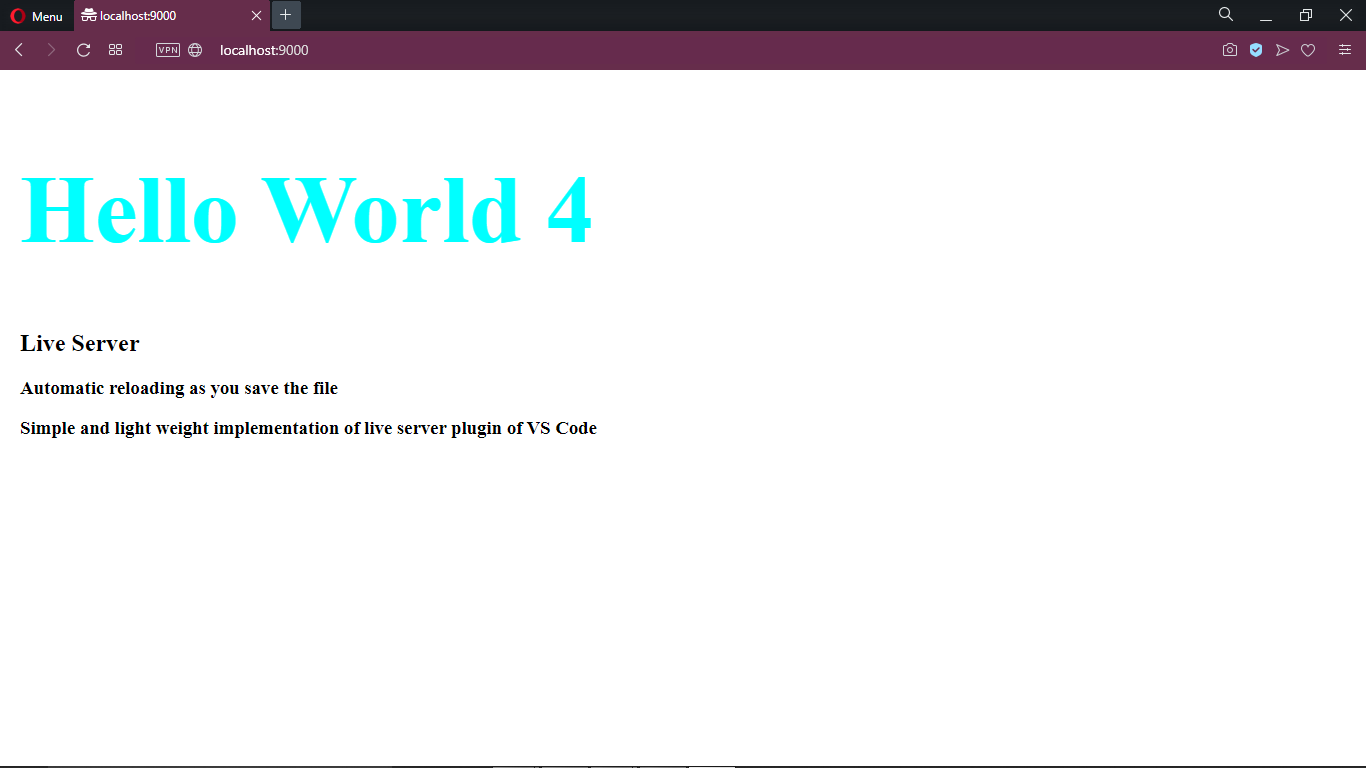 Menu
localhost:9000
VPN
localhost:9000
Hello World 4
Live Server
Automatic reloading as you save the file
Simple and light weight implementation of live server plugin of VS Code